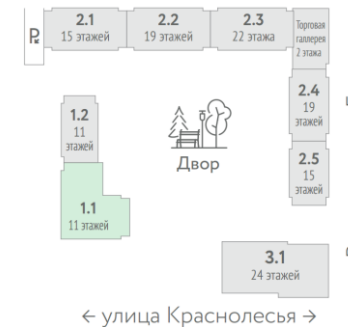 2.1
15 этажей
2.2
19 этажей
2.3
22 этажа
Торговая
галлерея
2 этажа
1.2
11
этажей
Двор
2.4
19
этажей
1.1
11 этажей
2.5
15
этажей
3.1
24 этажей
← улица Краснолесья →